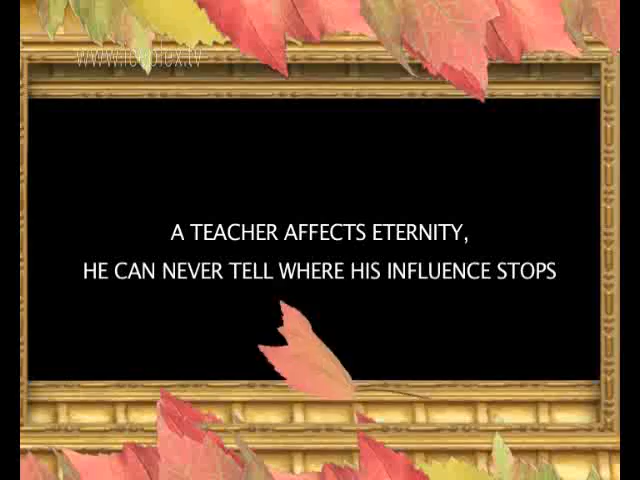 A TEACHER AFFECTS ETERNITY,
HE CAN NEVER TELL WHERE HIS INFLUENCE STOPS